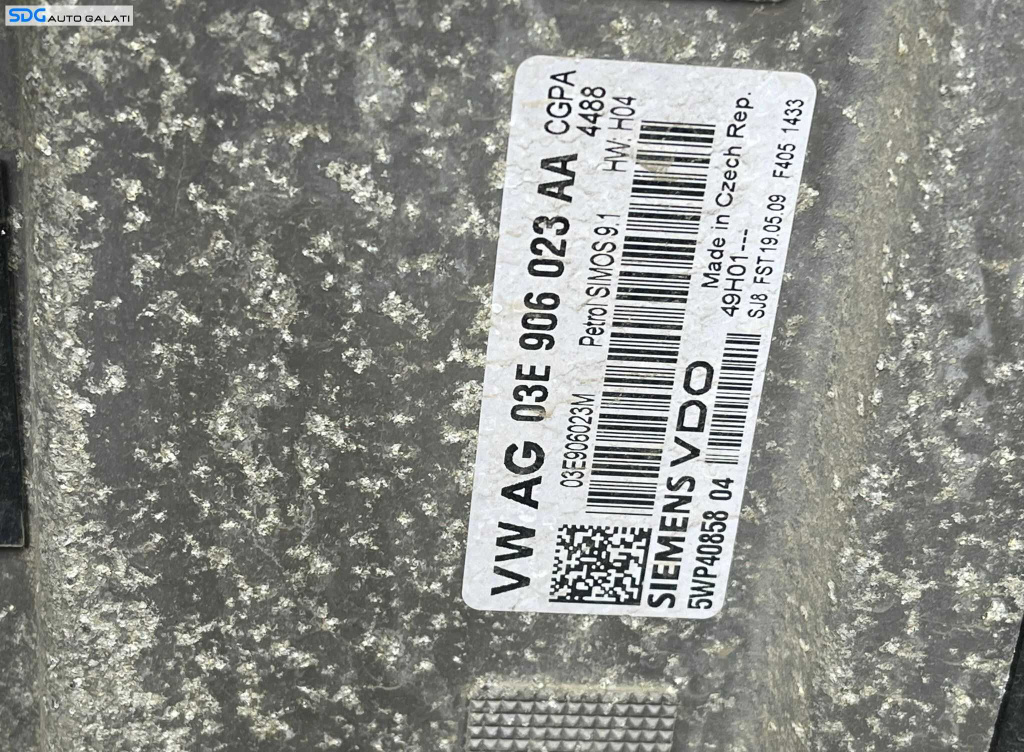 SDG AUTO GALATI
VW AG 03E 906 023 AA CGPA
4488
03E906023M Petrol SIMOS 9.1 HW: H04
SIEMENS VDO Made in Czech Rep.
5WP40858 04 49H01---
SJ8 FST 19.05.09 F405 1433